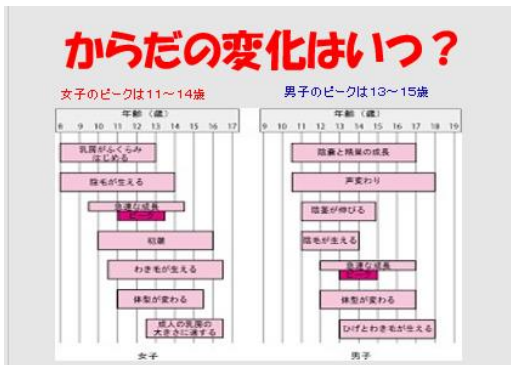 からだの変化はいつ？
女子のピークは11～14歳
男子のピークは13～15歳
年齢（歳）
8 9 10 11 12 13 14 15 16 17
乳房がふくらみ
はじめる
陰毛が生える
急速な成長
ピーク
初潮
わき毛が生える
体型が変わる
成人の乳房の
大きさに達する
女子
年齢（歳）
9 10 11 12 13 14 15 16 17 18 19
陰嚢と精巣の成長
声変わり
陰茎が伸びる
陰毛が生える
急速な成長
ピーク
体型が変わる
ひげとわき毛が生える
男子